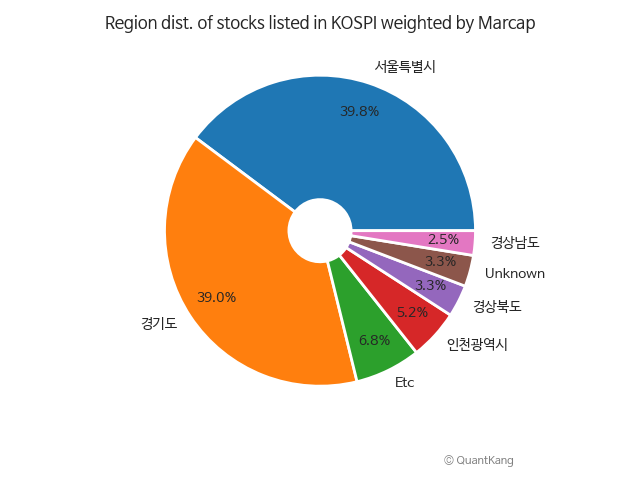 Region dist. of stocks listed in KOSPI weighted by Marcap
서울특별시
39.8%
39.0%
경기도
6.8%
Etc
5.2%
인천광역시
3.3%
경상북도
3.3%
Unknown
2.5%
경상남도
© QuantKang